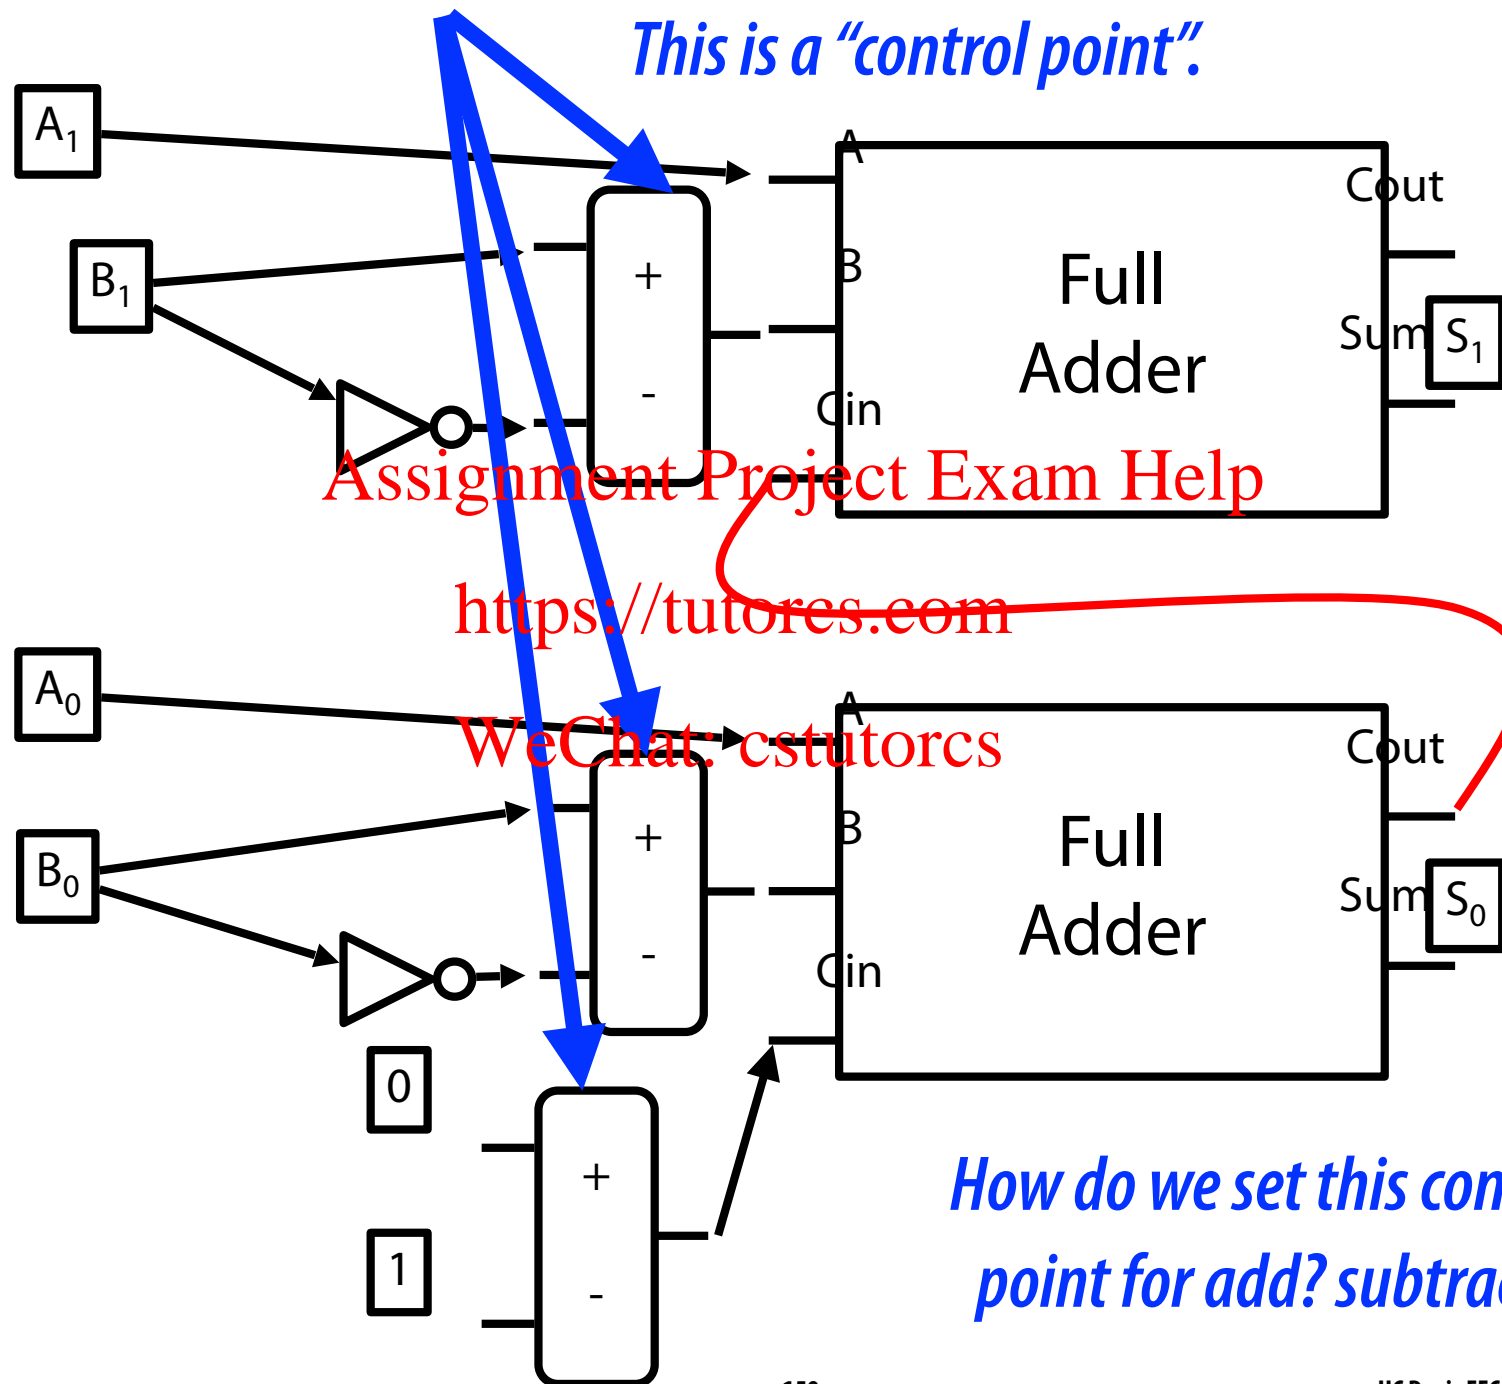 This is a “control point”.
A1
A
Cout
B1
+
B
Full
Adder
Sum
S1
-
Cin
Assignment Project Exam Help
https://tutorcs.com
A0
A
WeChat: cstutorcs
Cout
B0
+
B
Full
Adder
Sum
S0
-
Cin
0
+
How do we set this con
point for add? subtrac
1
-